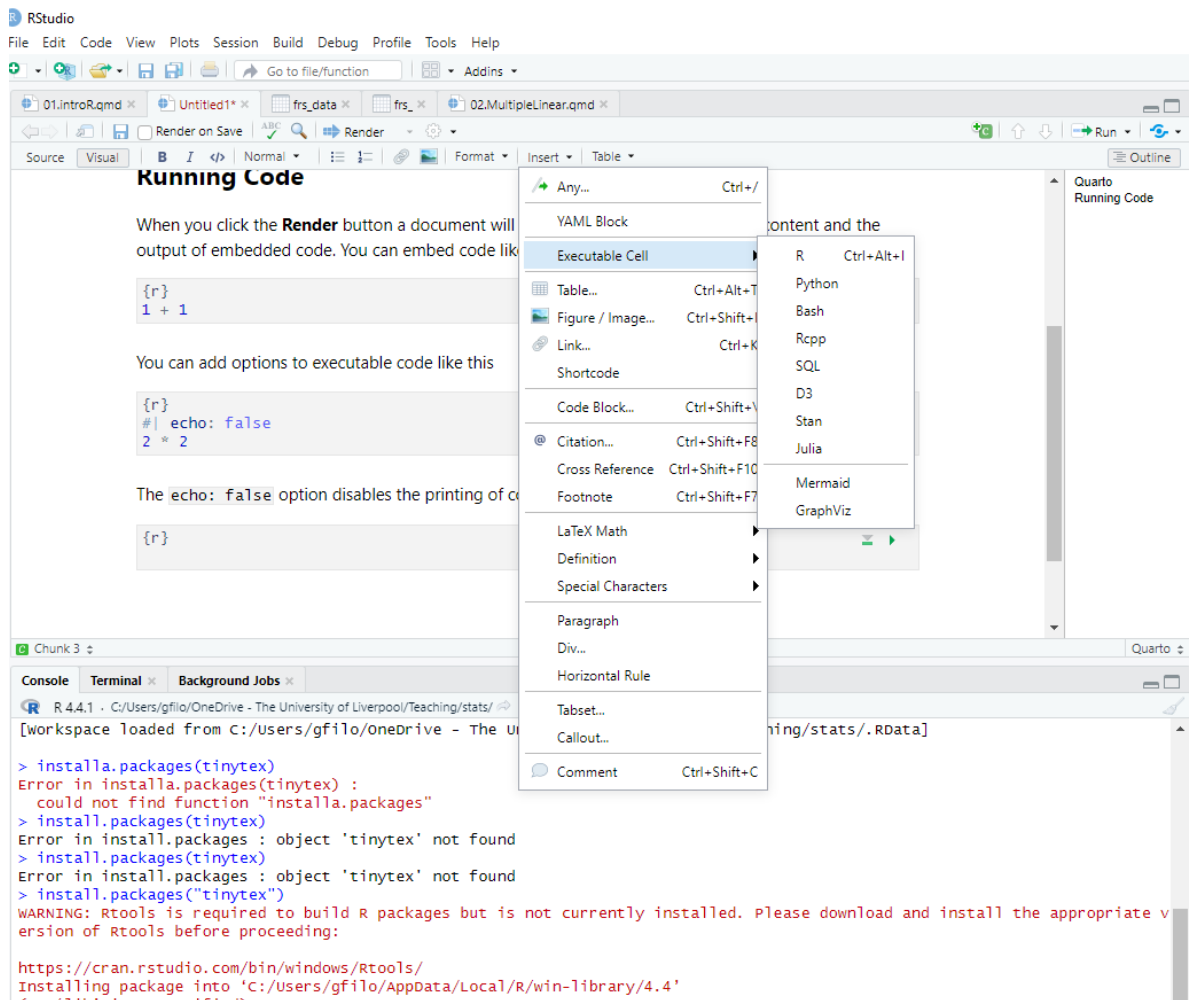 RStudio
File Edit Code View Plots Session Build Debug Profile Tools Help
Go to file/function Addins
01.introR.qmd Untitled1* frs_data frs_ 02.MultipleLinear.qmd
Render on Save ABC Render Run
Source Visual B I </> Normal Format Insert Table Outline
Running Code
When you click the Render button a document will
content and the
output of embedded code. You can embed code
{r}
1 + 1
You can add options to executable code like this
{r}
#| echo: false
2 * 2
The echo: false option disables the printing of
{r}
Any... Ctrl+/
YAML Block
Executable Cell
Table... Ctrl+Alt+T
Figure / Image... Ctrl+Shift+I
Link... Ctrl+K
Shortcode
Code Block... Ctrl+Shift+\
Citation... Ctrl+Shift+F8
Cross Reference Ctrl+Shift+F10
Footnote Ctrl+Shift+F7
LaTeX Math
Definition
Special Characters
Paragraph
Div...
Horizontal Rule
Tabset...
Callout...
Comment Ctrl+Shift+C
R Ctrl+Alt+I
Python
Bash
Rcpp
SQL
D3
Stan
Julia
Mermaid
GraphViz
Quarto
Running Code
Chunk 3 Quarto
Console Terminal Background Jobs
R 4.4.1 · C:/Users/gfilo/OneDrive - The University of Liverpool/Teaching/stats/
[Workspace loaded from C:/Users/gfilo/OneDrive - The
hing/stats/.RData]
> installa.packages(tinytex)
Error in installa.packages(tinytex) :
could not find function "installa.packages"
> install.packages(tinytex)
Error in install.packages : object 'tinytex' not found
> install.packages(tinytex)
Error in install.packages : object 'tinytex' not found
> install.packages("tinytex")
WARNING: Rtools is required to build R packages but is not currently installed. Please download and install the appropriate v
ersion of Rtools before proceeding:
https://cran.rstudio.com/bin/windows/Rtools/
Installing package into ‘C:/Users/gfilo/AppData/Local/R/win-library/4.4’